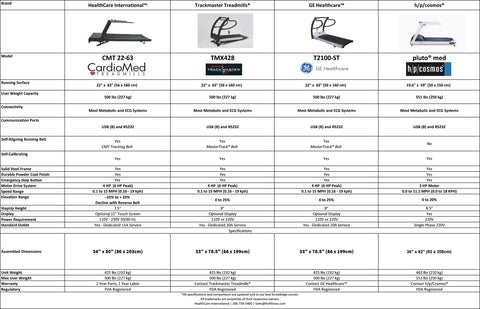 Brand HealthCare International™ Trackmaster Treadmills® GE Healthcare™ h/p/cosmos®
Model CMT 22-63 TMX428 T2100-ST pluto® med
CardioMed TREADMILLS TRACKMASTER GE Healthcare h/p/cosmos
Running Surface 22" x 63" (56 x 160 cm) 22" x 63" (56 x 160 cm) 22" x 63" (56 x 160 cm) 19.6" x 59" (50 x 150 cm)
User Weight Capacity 500 lbs (227 kg) 500 lbs (227 kg) 500 lbs (227 kg) 551 lbs (250 kg)
Connectivity
Most Metabolic and ECG Systems Most Metabolic and ECG Systems Most Metabolic and ECG Systems Most Metabolic and ECG Systems
Communication Ports
USB (B) and RS232 USB (B) and RS232 USB (B) and RS232 USB (B) and RS232
Self-Aligning Running Belt Yes Yes Yes No
CMT Tracking Belt MasterTrack® Belt MasterTrack® Belt
Self-Calibrating
Yes Yes Yes Yes
Solid Steel Frame Yes Yes Yes Yes
Durable Powder Coat Finish Yes Yes Yes Yes
Emergency Stop Button Yes Yes Yes Yes
Motor Drive System 4 HP (6 HP Peak) 4 HP (6 HP Peak) 4 HP (6 HP Peak) 3 HP Motor
Speed Range 0.1 to 15 MPH (0.16 - 19 kph) 0.1 to 15 MPH (0.16 - 19 kph) 0.1 to 15 MPH (0.16 - 19 kph) 0.0 to 11.1 MPH (0.0 to 18 KPH)
Elevation Range -25% to + 25% 0 to 25% 0 to 25% 0 to 20%
Decline with Reverse Belt
StepUp Height 7.5" 8" 8" 8.5"
Display Optional 15" Touch Screen Optional Display Optional Display Yes
Power Requirement 110V - 230V 50/60 110V / 220V 110V / 220V 220V
Standard Outlet Yes - Dedicated 15A Service Yes - Dedicated 20A Service Yes - Dedicated 20A Service Single Phase 220V
Specifications
Assembled Dimensions 34" x 80" (86 x 203cm) 33" x 78.5" (84 x 199cm) 33" x 78.5" (84 x 199cm) 36" x 82" (92 x 208cm)
Unit Weight 425 lbs (192 kg) 425 lbs (192 kg) 425 lbs (192 kg) 462 lbs (210 kg)
Max User Weight 500 lbs (227 kg) 500 lbs (227 kg) 500 lbs (227 kg) 551 lbs (250 kg)
Warranty 2 Year Parts, 1 Year Labor Contact Trackmaster Treadmills® Contact GE Healthcare™ Contact h/p/cosmos®
Regulatory FDA Registered FDA Registered FDA Registered FDA Registered
*All specifications and components are updated and to our best knowledge correct.
All trademarks are properties of their respective owners.
HealthCare International | 206-739-0400 | Sales@hcifitness.com